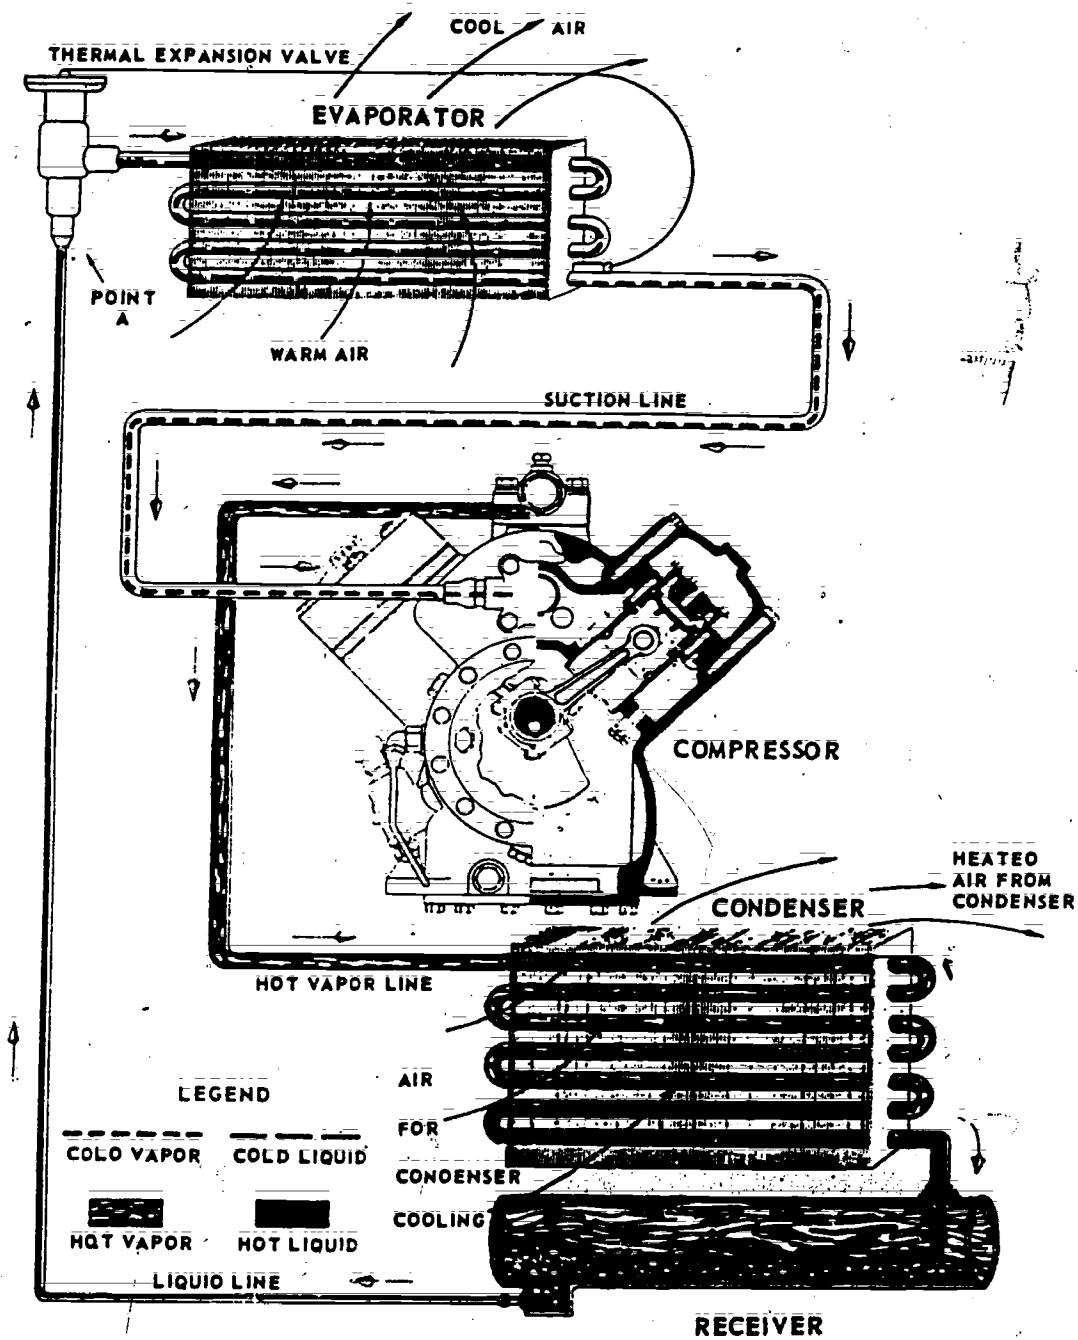 COOL AIR
THERMAL EXPANSION VALVE
EVAPORATOR
POINT
A
WARM AIR
SUCTION LINE
COMPRESSOR
HEATED
AIR FROM
CONDENSER
CONDENSER
HOT VAPOR LINE
AIR
FOR
CONDENSER
COOLING
LEGEND
COLD VAPOR
COLD LIQUID
HOT VAPOR
HOT LIQUID
LIQUID LINE
RECEIVER